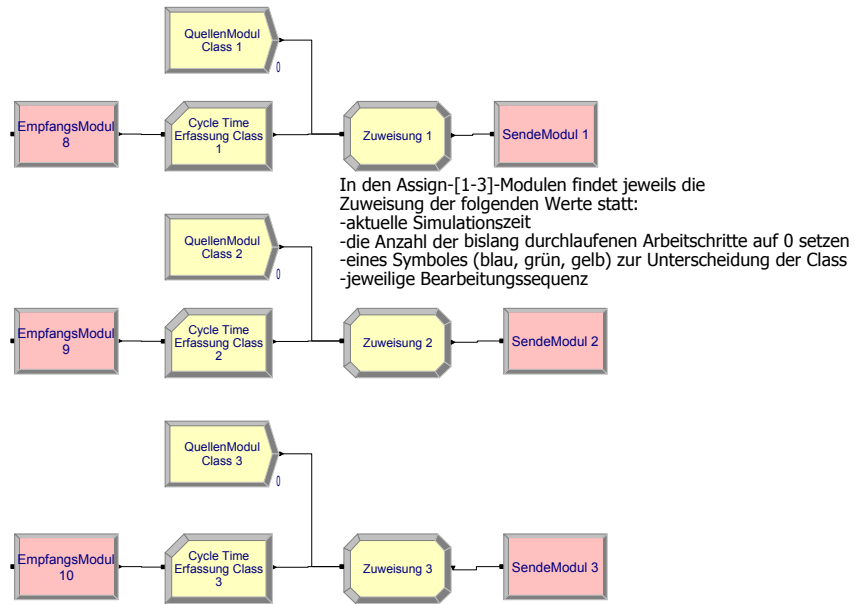 QuellenModul
Class 1
0
EmpfangsModul
8
Cycle Time
Erfassung Class
1
Zuweisung 1
SendeModul 1
In den Assign-[1-3]-Modulen findet jeweils die
Zuweisung der folgenden Werte statt:
-aktuelle Simulationszeit
-die Anzahl der bislang durchlaufenen Arbeitschritte auf 0 setzen
-eines Symboles (blau, grün, gelb) zur Unterscheidung der Class
-jeweilige Bearbeitungssequenz
QuellenModul
Class 2
0
EmpfangsModul
9
Cycle Time
Erfassung Class
2
Zuweisung 2
SendeModul 2
QuellenModul
Class 3
0
EmpfangsModul
10
Cycle Time
Erfassung Class
3
Zuweisung 3
SendeModul 3